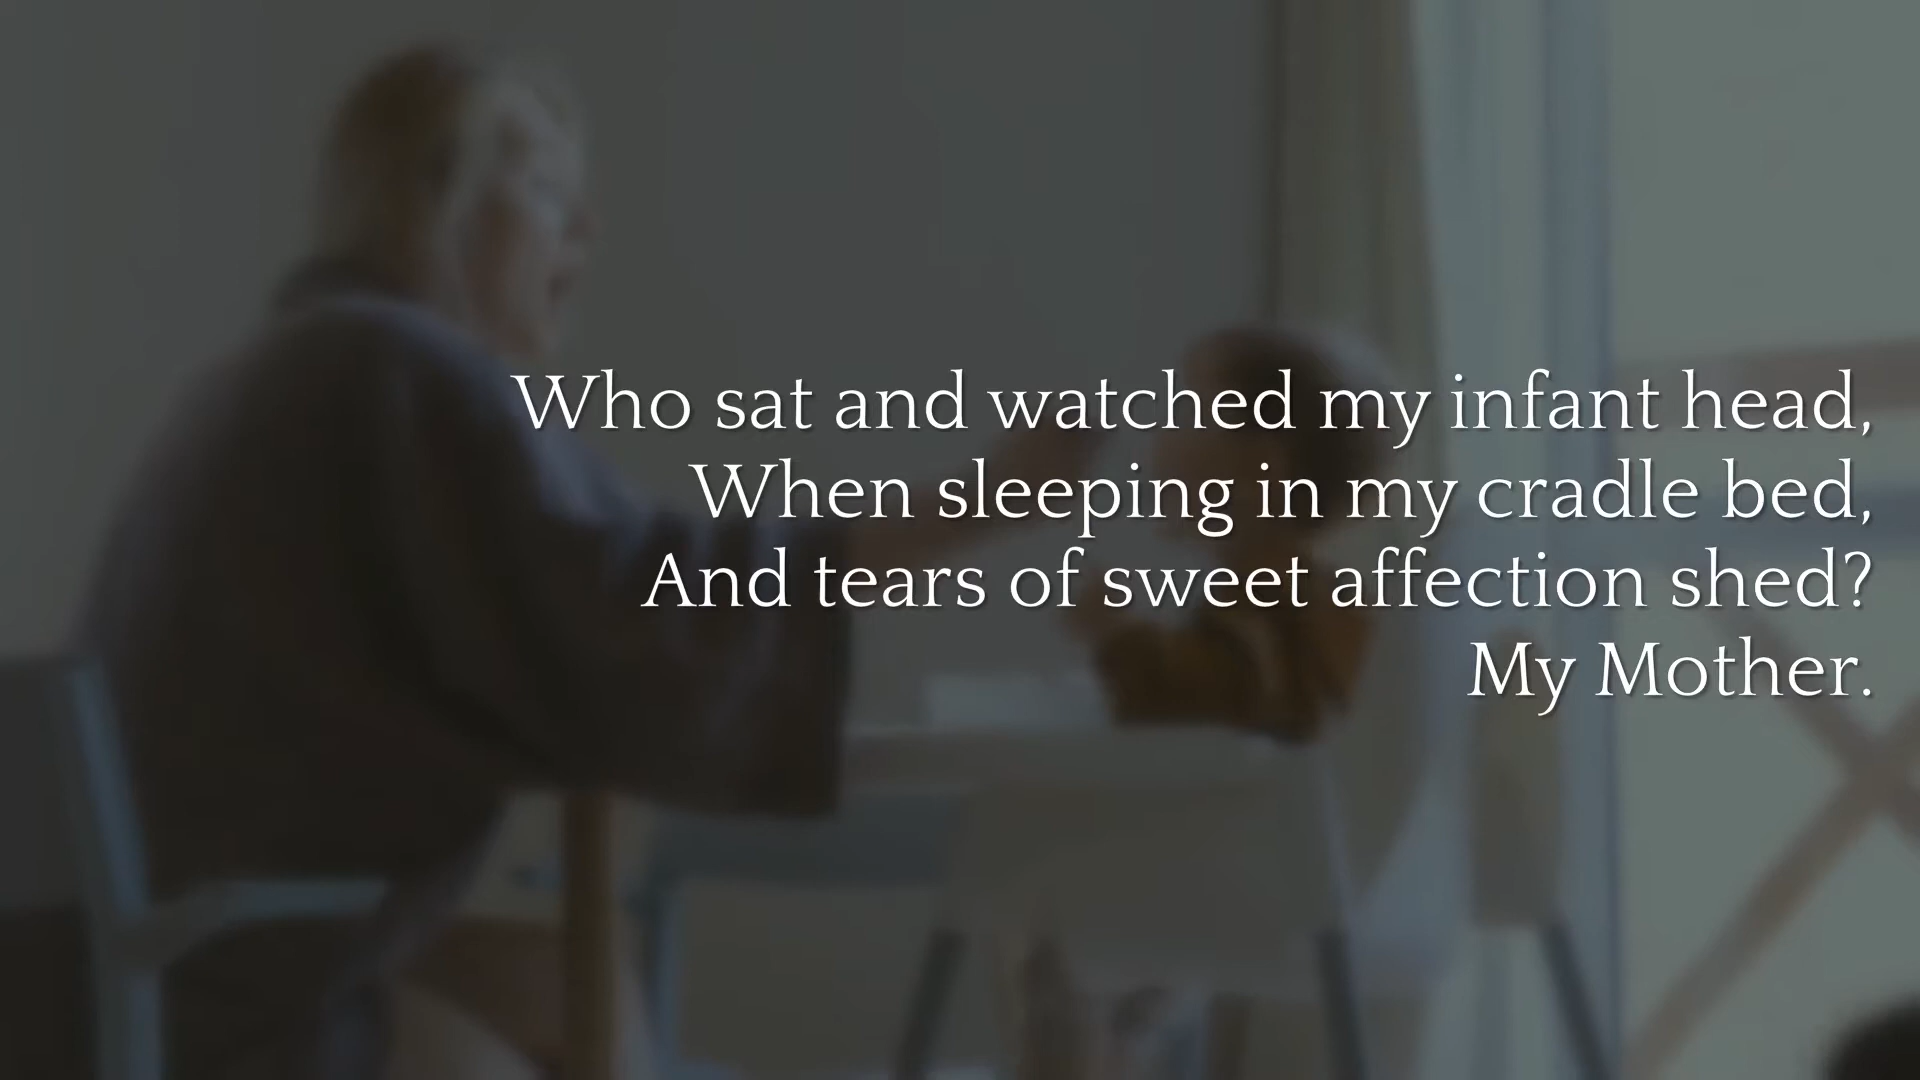 Who sat and watched my infant head,
When sleeping in my cradle bed,
And tears of sweet affection shed?
My Mother.